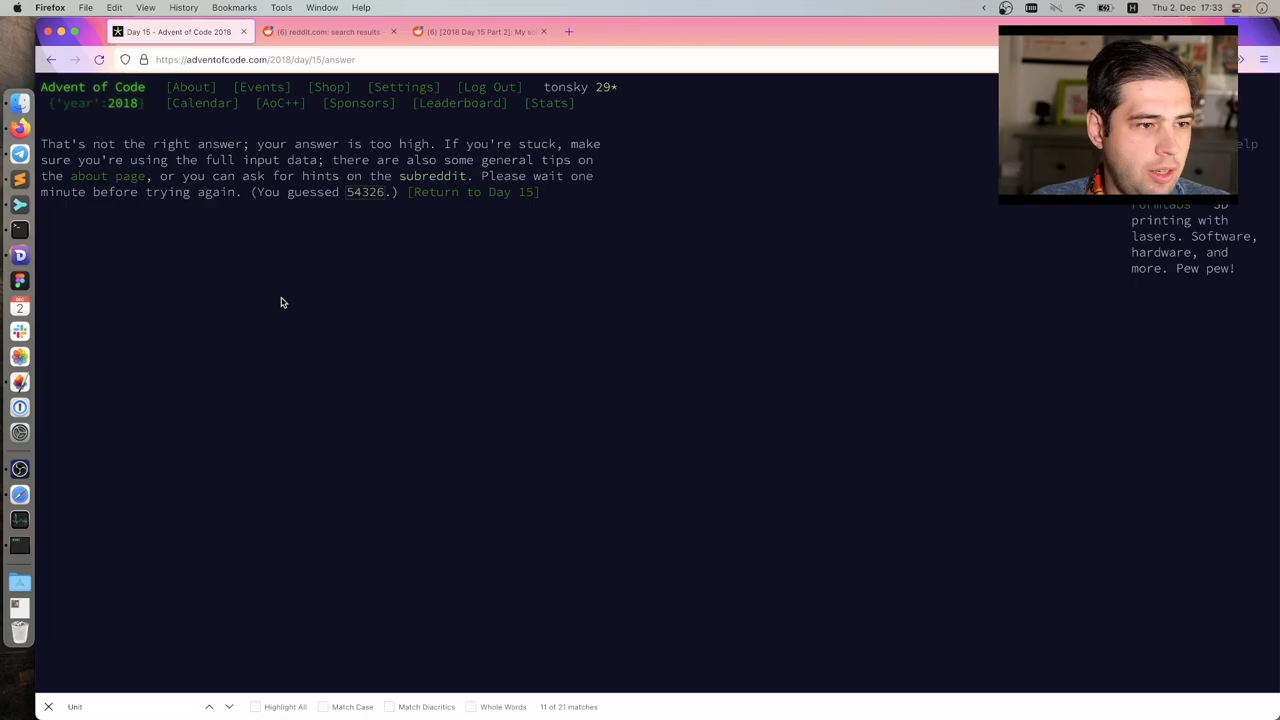 Firefox File Edit View History Bookmarks Tools Window Help
Thu 2. Dec 17:33
Day 15 - Advent of Code 2018
(6) reddit.com: search results -
(6) [2018 Day 15 Part 2]: My so
https://adventofcode.com/2018/day/15/answer
Advent of Code [About] [Events] [Shop] [Settings] [Log Out] tonsky 29*
{'year':2018} [Calendar] [AoC++] [Sponsors] [Leaderboard] [Stats]
That's not the right answer; your answer is too high. If you're stuck, make
sure you're using the full input data; there are also some general tips on
the about page, or you can ask for hints on the subreddit. Please wait one
minute before trying again. (You guessed 54326.) [Return to Day 15]
elp
Formlabs 3D
printing with
lasers. Software,
hardware, and
more. Pew pew!
DEC
2
Unit
Highlight All Match Case Match Diacritics Whole Words 11 of 21 matches